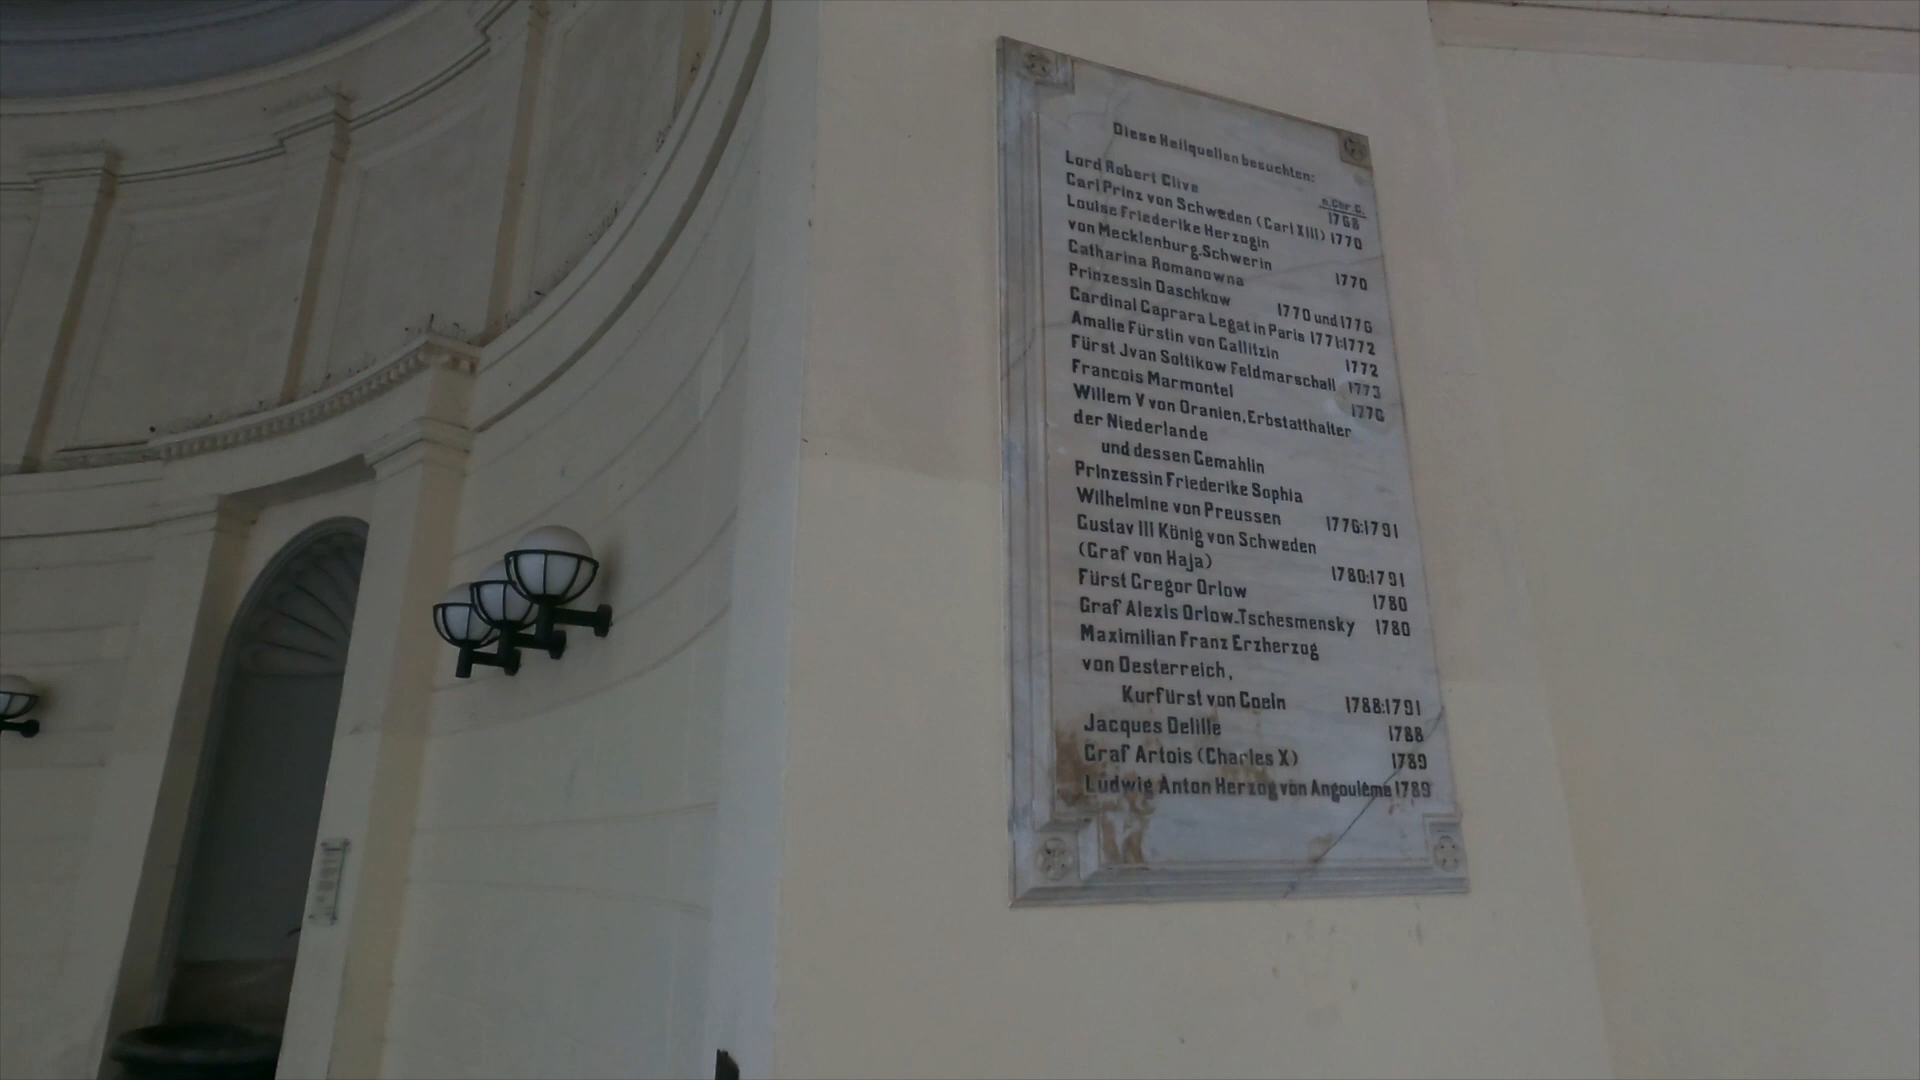 Diese Heilquellen besuchten:
n.Chr.G.
Lord Robert Clive 1768
Carl Prinz von Schweden (Carl XIII) 1770
Louise Friederike Herzogin
von Mecklenburg-Schwerin 1770
Catharina Romanowna
Prinzessin Daschkow 1770 und 1776
Cardinal Caprara Legat in Paris 1771:1772
Amalie Fürstin von Gallitzin 1772
Fürst Jvan Soltikow Feldmarschall 1773
Francois Marmontel 1776
Willem V von Oranien, Erbstatthalter
der Niederlande
und dessen Gemahlin
Prinzessin Friederike Sophia
Wilhelmine von Preussen 1776:1791
Gustav III König von Schweden
(Graf von Haja) 1780:1791
Fürst Gregor Orlow 1780
Graf Alexis Orlow-Tschesmensky 1780
Maximilian Franz Erzherzog
von Oesterreich,
Kurfürst von Coeln 1788:1791
Jacques Delille 1788
Graf Artois (Charles X) 1789
Ludwig Anton Herzog von Angoulême 1789